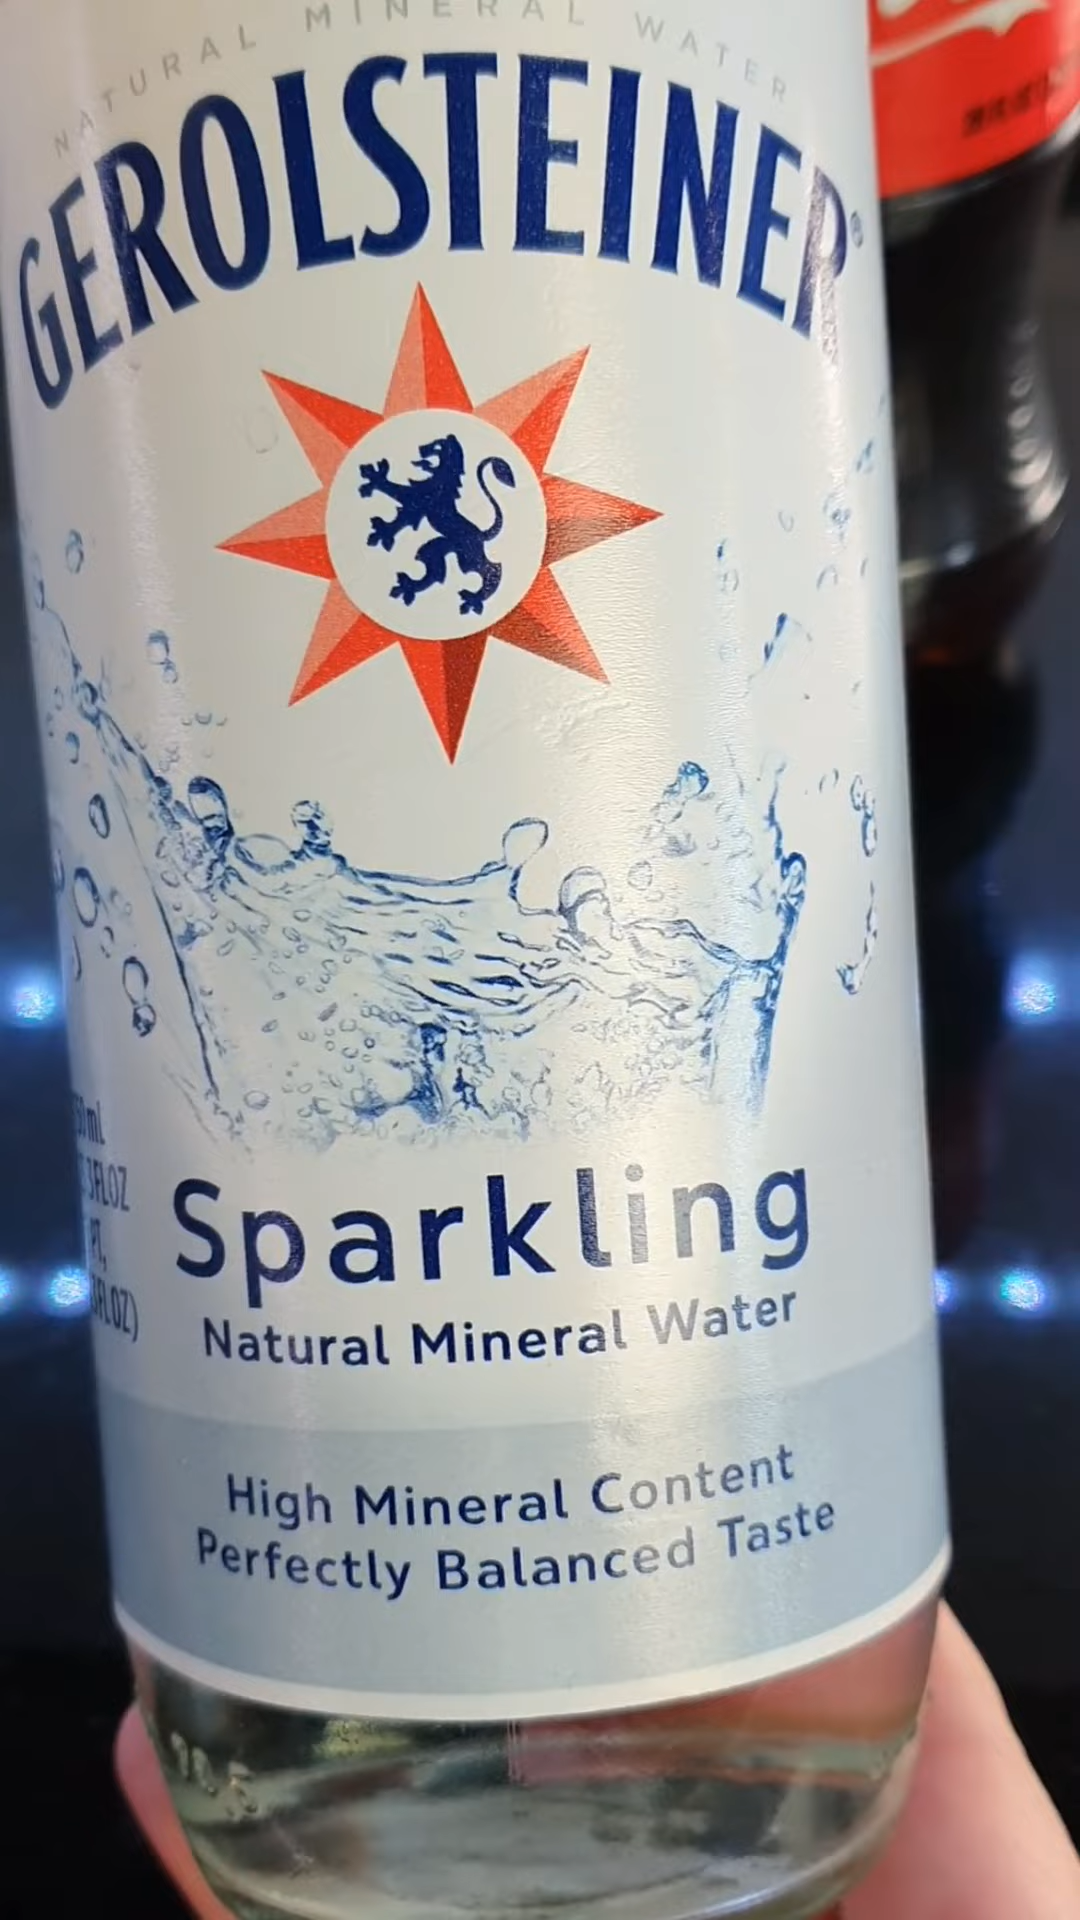 NATURAL MINERAL WATER
GEROLSTEINER®
Sparkling
Natural Mineral Water
High Mineral Content
Perfectly Balanced Taste